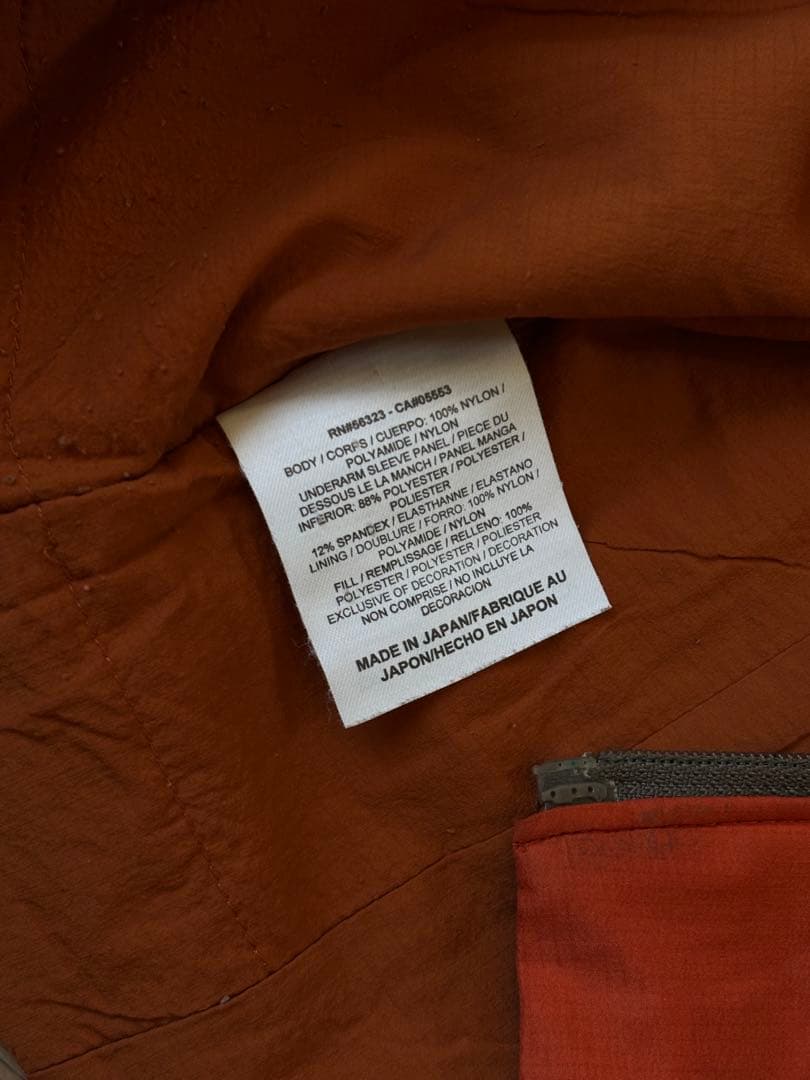 RN#56323 - CA#05553
BODY / CORPS / CUERPO: 100% NYLON /
POLYAMIDE / NYLON
UNDERARM SLEEVE PANEL / PIECE DU
DESSOUS LE LA MANCH / PANEL MANGA
INFERIOR: 88% POLYESTER / POLYESTER /
POLIESTER
12% SPANDEX / ELASTHANNE / ELASTANO
LINING / DOUBLURE / FORRO: 100% NYLON /
POLYAMIDE / NYLON
FILL / REMPLISSAGE / RELLENO: 100%
POLYESTER / POLYESTER / POLIESTER
EXCLUSIVE OF DECORATION / DECORATION
NON COMPRISE / NO INCLUYE LA
DECORACION
MADE IN JAPAN/FABRIQUE AU
JAPON/HECHO EN JAPON